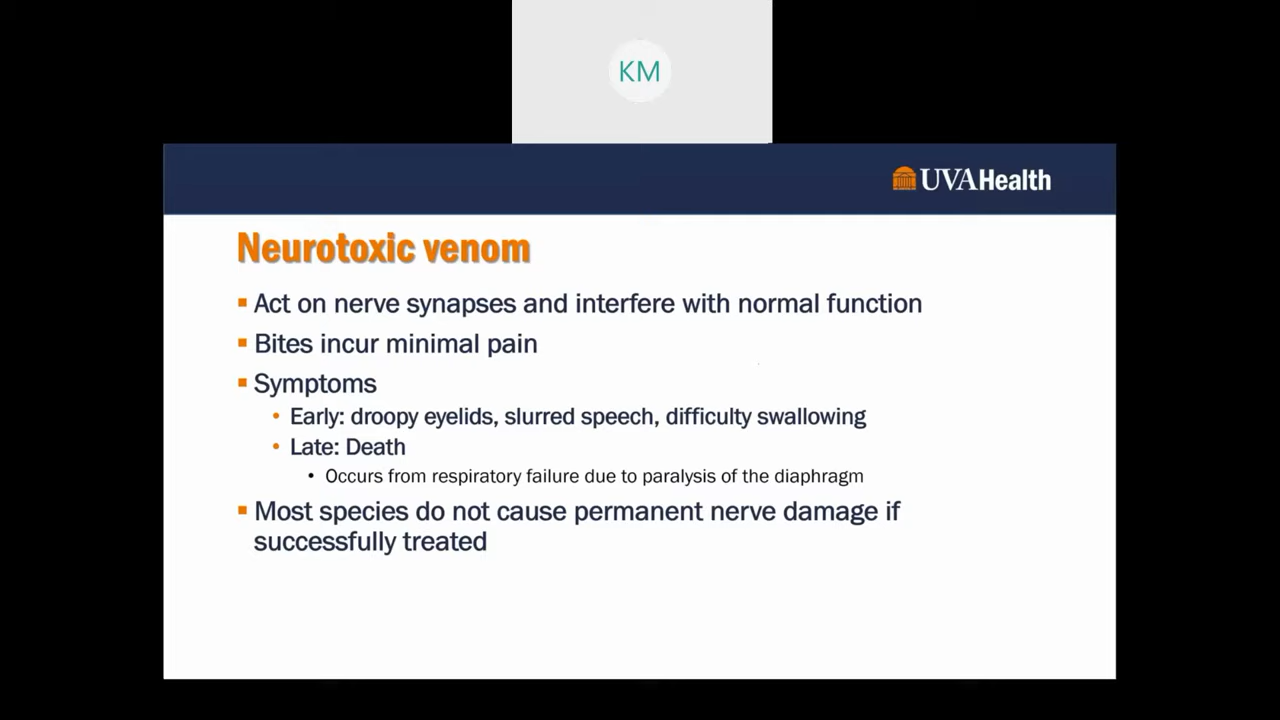 KM
UVAHealth
Neurotoxic venom
▪ Act on nerve synapses and interfere with normal function
▪ Bites incur minimal pain
▪ Symptoms
• Early: droopy eyelids, slurred speech, difficulty swallowing
• Late: Death
• Occurs from respiratory failure due to paralysis of the diaphragm
▪ Most species do not cause permanent nerve damage if
successfully treated